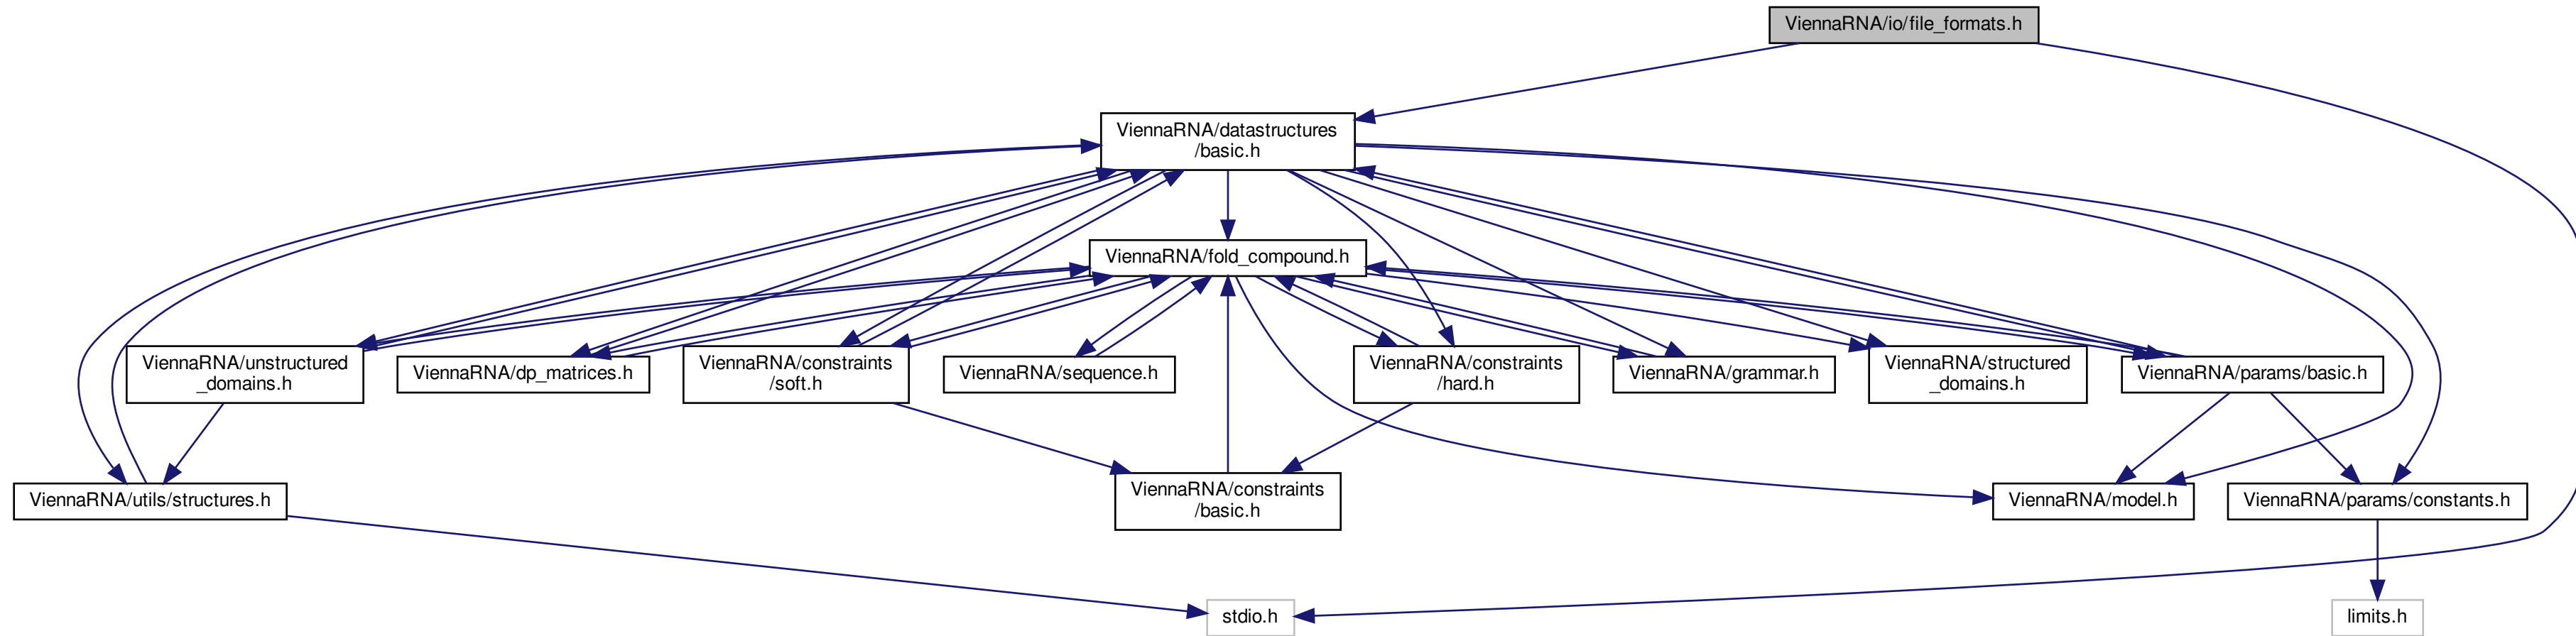 ViennaRNA/io/file_formats.h
ViennaRNA/datastructures
/basic.h
ViennaRNA/fold_compound.h
ViennaRNA/unstructured
_domains.h
ViennaRNA/dp_matrices.h
ViennaRNA/constraints
/soft.h
ViennaRNA/sequence.h
ViennaRNA/constraints
/hard.h
ViennaRNA/grammar.h
ViennaRNA/structured
_domains.h
ViennaRNA/params/basic.h
ViennaRNA/utils/structures.h
ViennaRNA/constraints
/basic.h
ViennaRNA/model.h
ViennaRNA/params/constants.h
stdio.h
limits.h